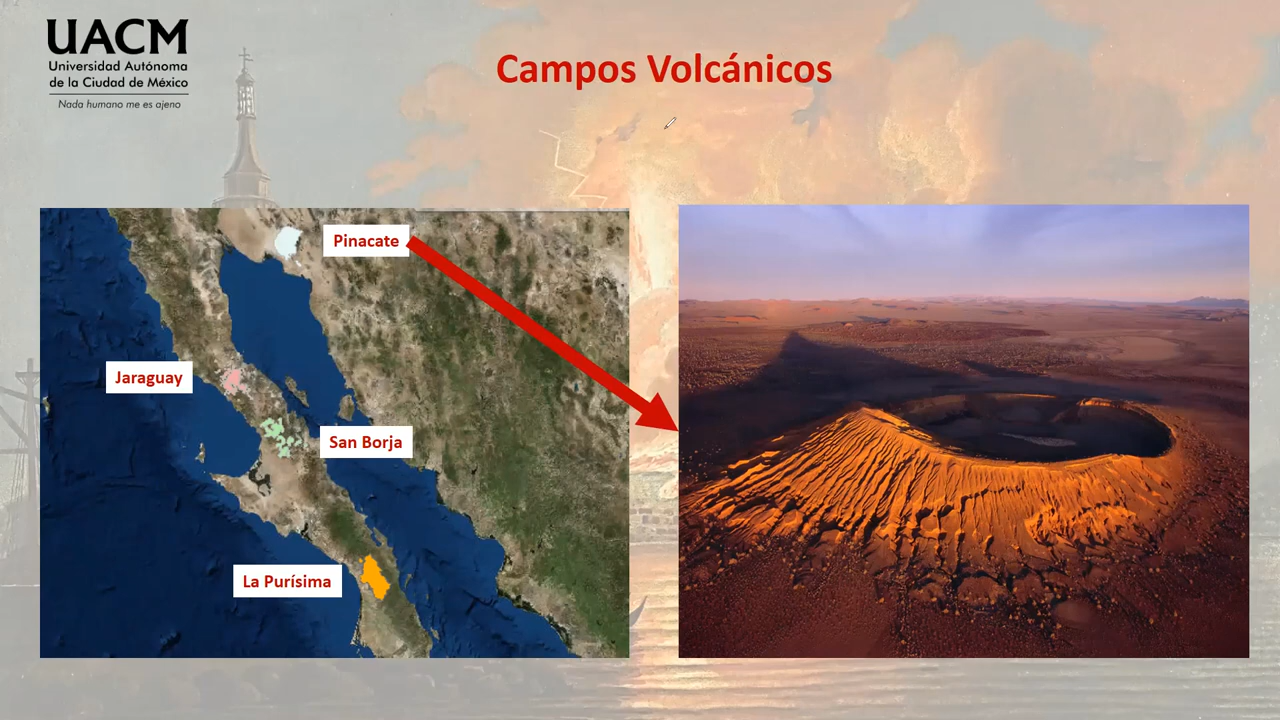 UACM
Universidad Autónoma
de la Ciudad de México
Nada humano me es ajeno
Campos Volcánicos
Pinacate
Jaraguay
San Borja
La Purísima